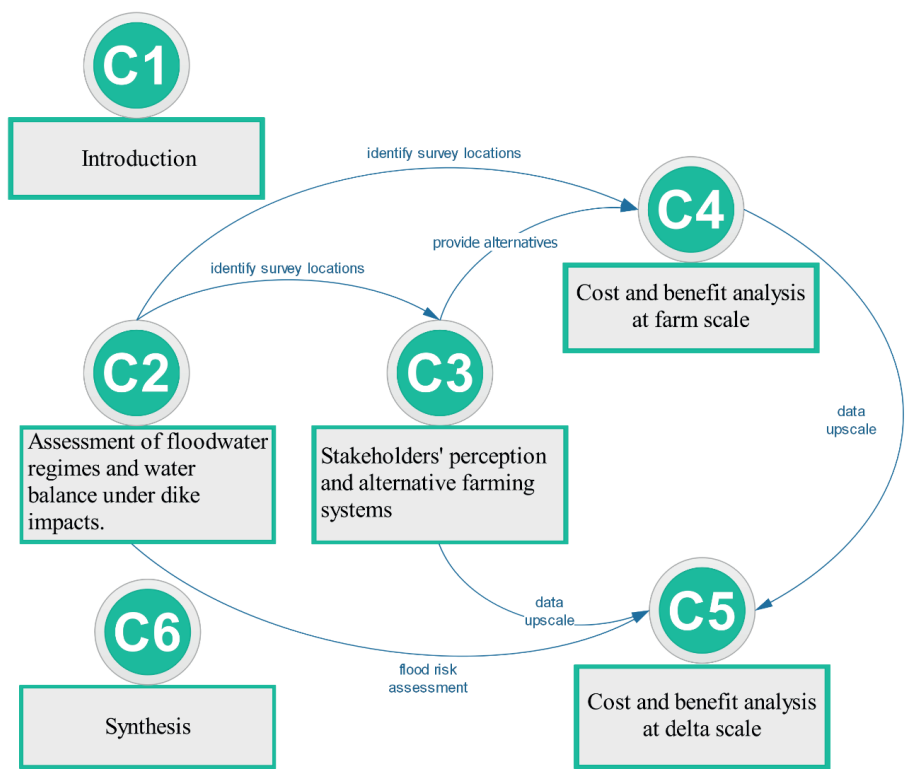 C1
Introduction
identify survey locations
C4
provide alternatives
identify survey locations
Cost and benefit analysis
at farm scale
C2
C3
data
upscale
Assessment of floodwater
regimes and water
balance under dike
impacts.
Stakeholders' perception
and alternative farming
systems
C6
data
upscale
C5
flood risk
assessment
Synthesis
Cost and benefit analysis
at delta scale